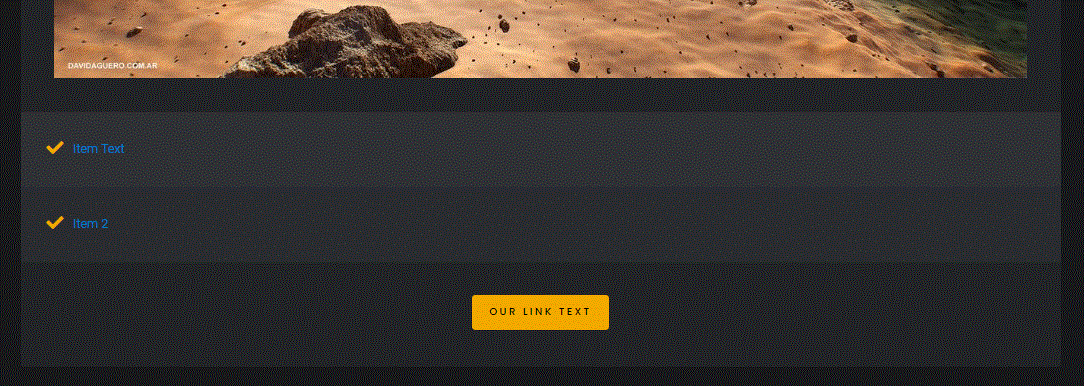 DAVIDAGUERO.COM.AR
Item Text
Item 2
OUR LINK TEXT